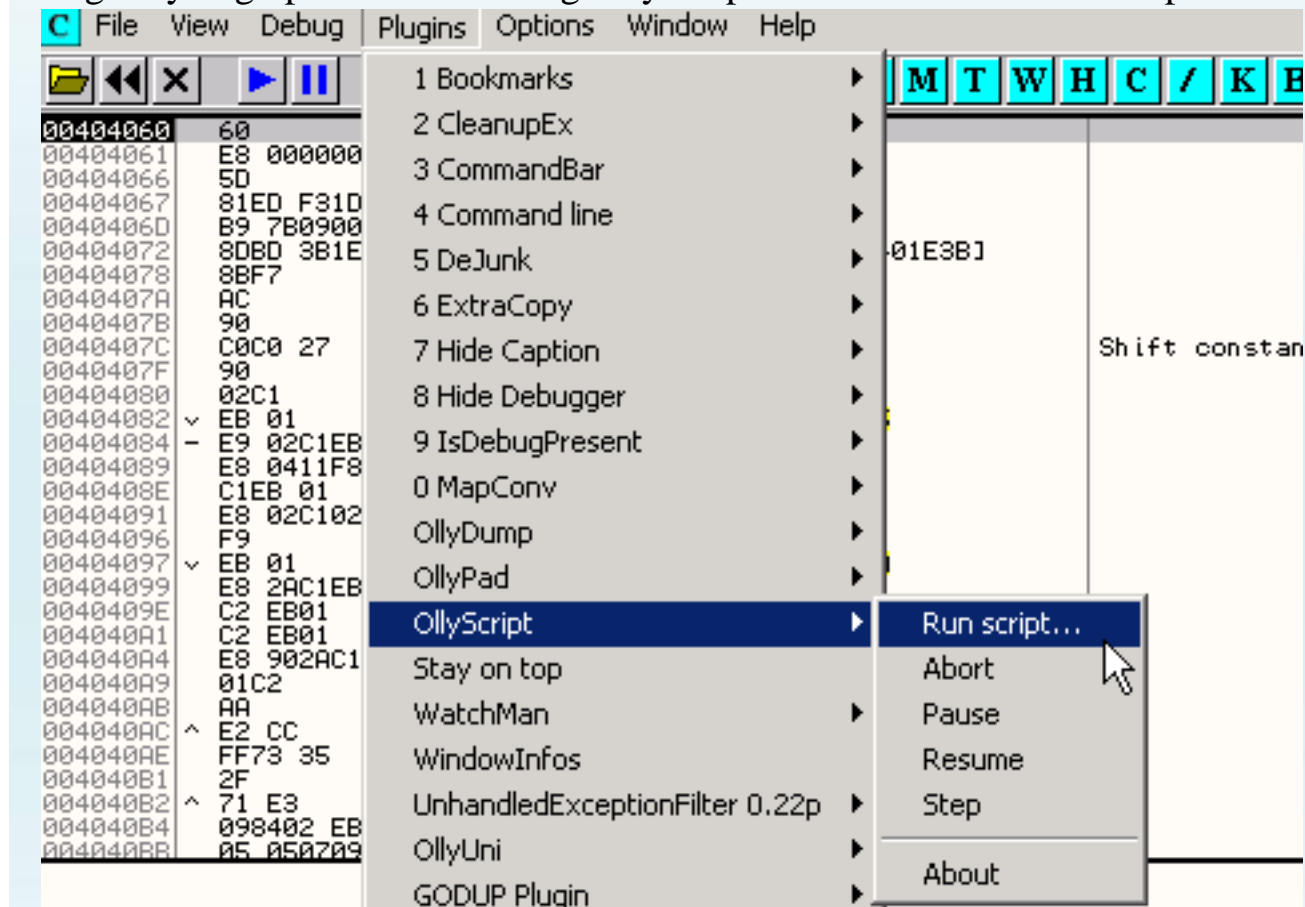 C File View Debug Plugins Options Window Help
M T W H C / K B
1 Bookmarks
2 CleanupEx
3 CommandBar
4 Command line
5 DeJunk
6 ExtraCopy
7 Hide Caption
8 Hide Debugger
9 IsDebugPresent
0 MapConv
OllyDump
OllyPad
OllyScript
Stay on top
WatchMan
WindowInfos
UnhandledExceptionFilter 0.22p
OllyUni
GODUP Plugin
Run script...
Abort
Pause
Resume
Step
About
00404060 60
00404061 E8 000000
00404066 5D
00404067 81ED F31D
0040406D B9 7B0900
00404072 8DBD 3B1E
00404078 8BF7
0040407A AC
0040407B 90
0040407C C0C0 27
0040407F 90
00404080 02C1
00404082 EB 01
00404084 - E9 02C1EB
00404089 E8 0411F8
0040408E C1EB 01
00404091 E8 02C102
00404096 F9
00404097 EB 01
00404099 E8 2AC1EB
0040409E C2 EB01
004040A1 C2 EB01
004040A4 E8 902AC1
004040A9 01C2
004040AB AA
004040AC ^ E2 CC
004040AE FF73 35
004040B1 2F
004040B2 ^ 71 E3
004040B4 098402 EB
004040BB 05 050709
01E3B]
Shift constan